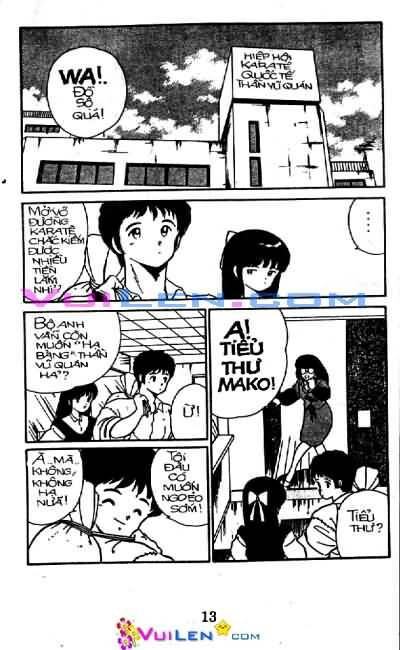 WA!..
ĐỒ
SỘ
QUÁ!
HIỆP HỘI
KARATÊ
QUỐC TẾ
THẦN VŨ QUÁN
MỞ VÕ
ĐƯỜNG
KARATÊ
CHẮC KIẾM
ĐƯỢC
NHIỀU
TIỀN
LẮM
NHỈ?
....
VUILEN.COM
BỘ ANH
VẪN CÒN
MUỐN "HẠ
BẢNG" THẦN
VŨ QUÁN
HẢ?
Ừ!
A!
TIỂU
THƯ
MAKO!
À.. MÀ..
KHÔNG,
KHÔNG
HẠ
NỮA!
TÔI
ĐÂU
CÓ
MUỐN
NGOẺO
SỚM!
TIỂU
THƯ?
13
VUILEN.COM